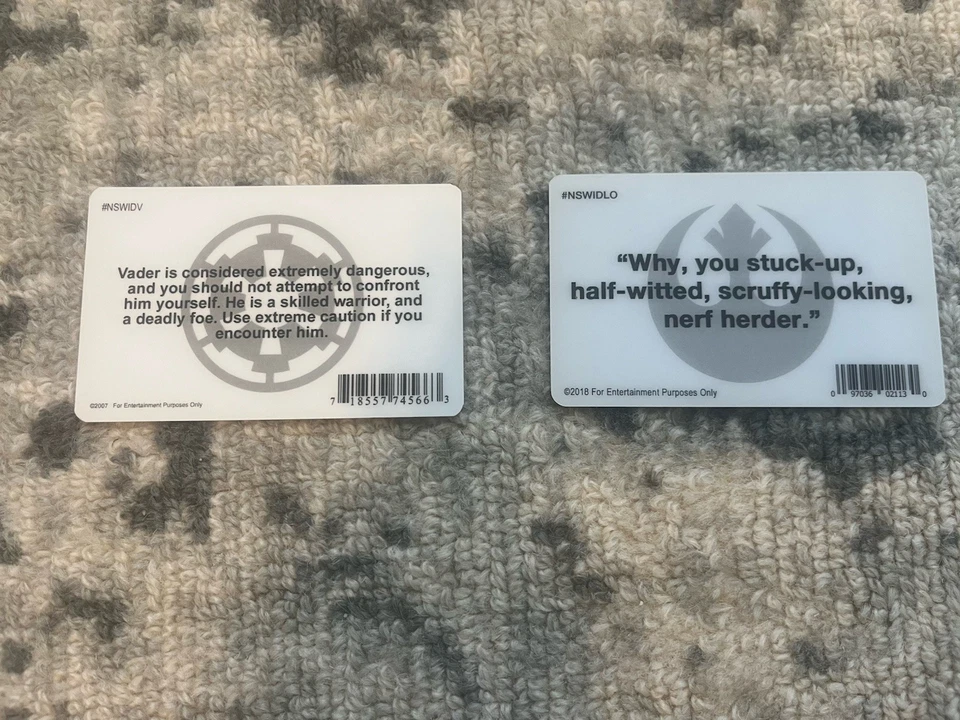 #NSWIDV
Vader is considered extremely dangerous,
and you should not attempt to confront
him yourself. He is a skilled warrior, and
a deadly foe. Use extreme caution if you
encounter him.
©2007 For Entertainment Purposes Only
7 18557 74566 3
#NSWIDLO
“Why, you stuck-up,
half-witted, scruffy-looking,
nerf herder.”
©2018 For Entertainment Purposes Only
0 97036 02113 0